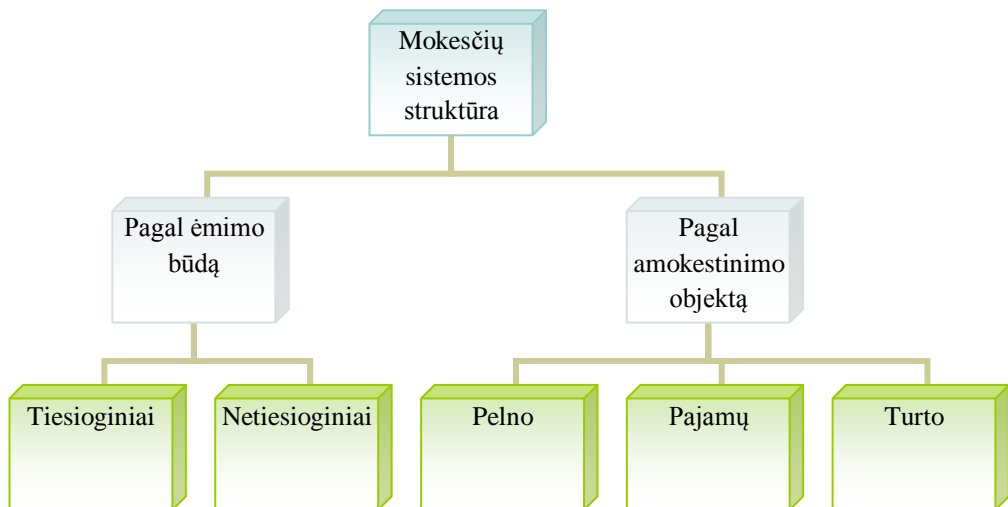 Mokesčių
sistemos
struktūra
Pagal ėmimo
būdą
Pagal
amokestinimo
objektą
Tiesioginiai
Netiesioginiai
Pelno
Pajamų
Turto